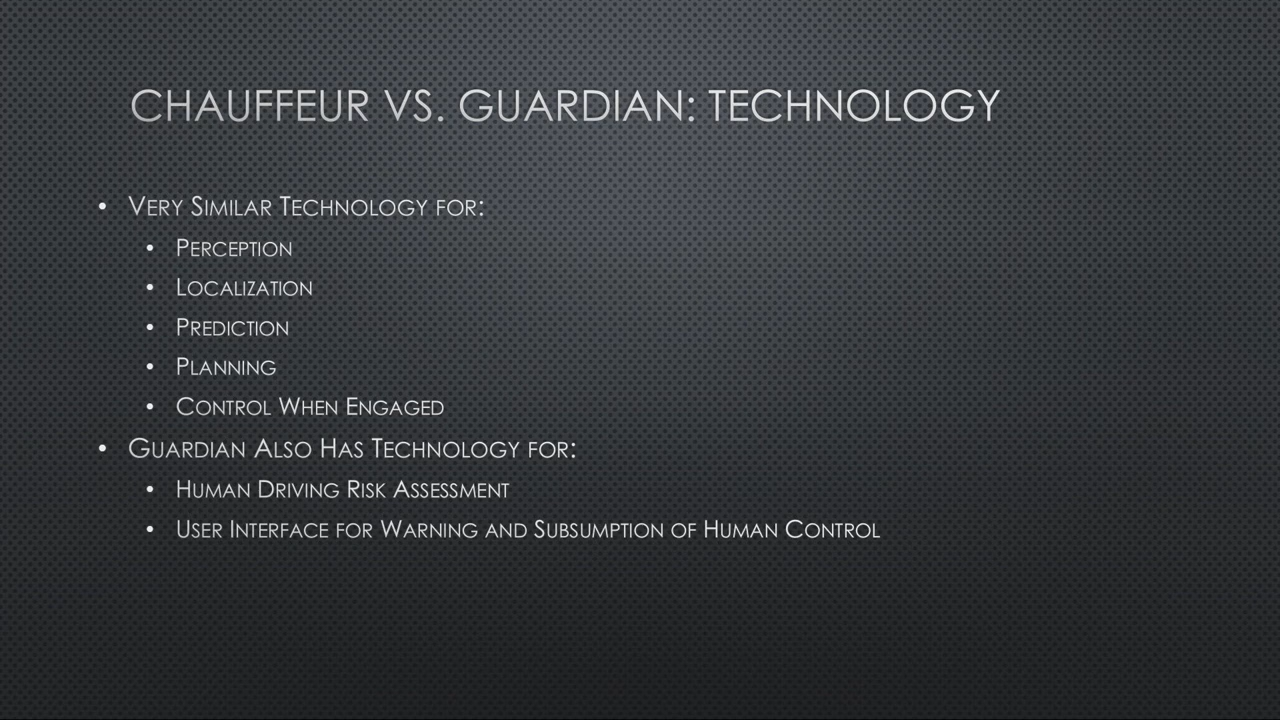 CHAUFFEUR VS. GUARDIAN: TECHNOLOGY
• VERY SIMILAR TECHNOLOGY FOR:
• PERCEPTION
• LOCALIZATION
• PREDICTION
• PLANNING
• CONTROL WHEN ENGAGED
• GUARDIAN ALSO HAS TECHNOLOGY FOR:
• HUMAN DRIVING RISK ASSESSMENT
• USER INTERFACE FOR WARNING AND SUBSUMPTION OF HUMAN CONTROL